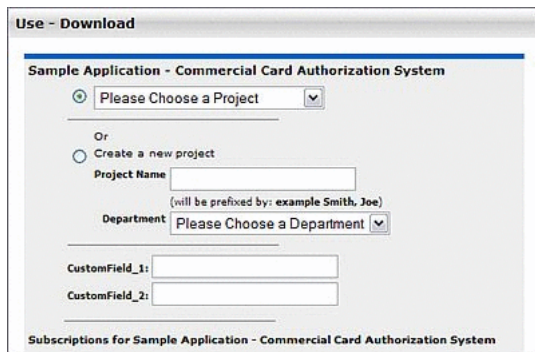 Use - Download
Sample Application - Commercial Card Authorization System
Please Choose a Project
Or
Create a new project
Project Name
(will be prefixed by: example Smith, Joe)
Department Please Choose a Department
CustomField_1:
CustomField_2:
Subscriptions for Sample Application - Commercial Card Authorization System